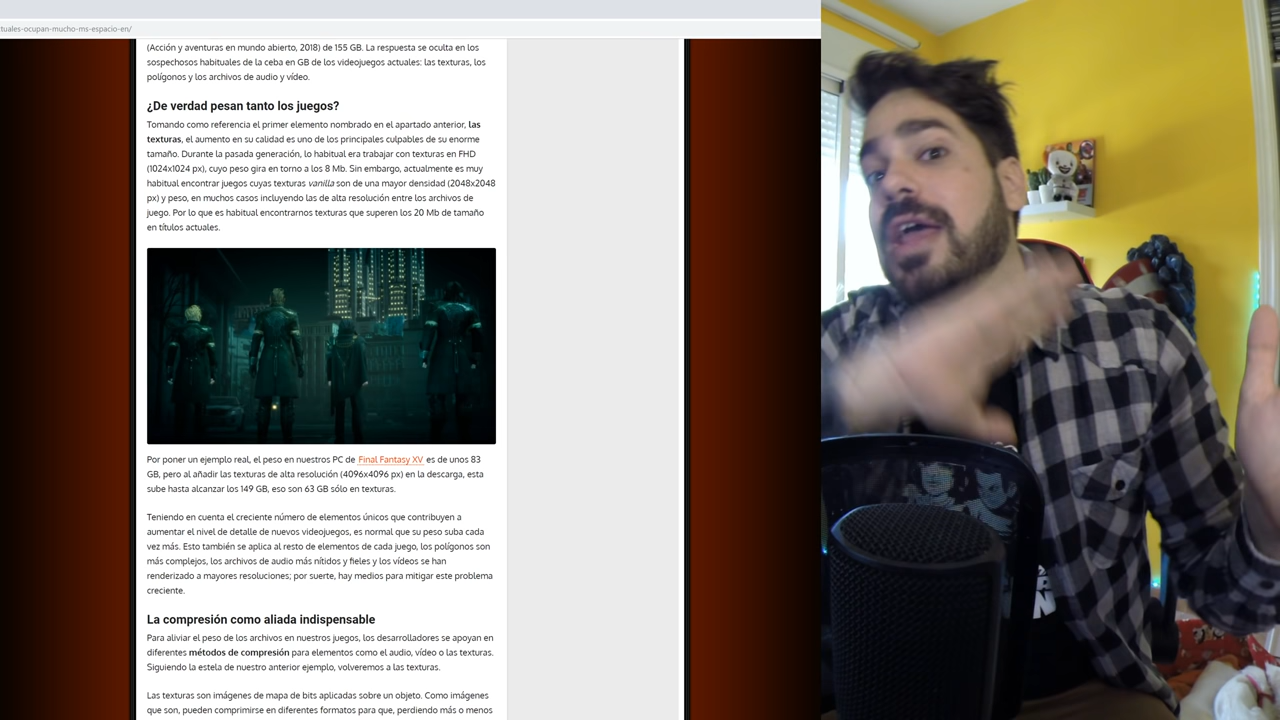 tuales-ocupan-mucho-ms-espacio-en/
(Acción y aventuras en mundo abierto, 2018) de 155 GB. La respuesta se oculta en los
sospechosos habituales de la ceba en GB de los videojuegos actuales: las texturas, los
polígonos y los archivos de audio y vídeo.
¿De verdad pesan tanto los juegos?
Tomando como referencia el primer elemento nombrado en el apartado anterior, las
texturas, el aumento en su calidad es uno de los principales culpables de su enorme
tamaño. Durante la pasada generación, lo habitual era trabajar con texturas en FHD
(1024x1024 px), cuyo peso gira en torno a los 8 Mb. Sin embargo, actualmente es muy
habitual encontrar juegos cuyas texturas vanilla son de una mayor densidad (2048x2048
px) y peso, en muchos casos incluyendo las de alta resolución entre los archivos de
juego. Por lo que es habitual encontrarnos texturas que superen los 20 Mb de tamaño
en títulos actuales.
Por poner un ejemplo real, el peso en nuestros PC de Final Fantasy XV es de unos 83
GB, pero al añadir las texturas de alta resolución (4096x4096 px) en la descarga, esta
sube hasta alcanzar los 149 GB, eso son 63 GB sólo en texturas.
Teniendo en cuenta el creciente número de elementos únicos que contribuyen a
aumentar el nivel de detalle de nuevos videojuegos, es normal que su peso suba cada
vez más. Esto también se aplica al resto de elementos de cada juego, los polígonos son
más complejos, los archivos de audio más nítidos y fieles y los vídeos se han
renderizado a mayores resoluciones; por suerte, hay medios para mitigar este problema
creciente.
La compresión como aliada indispensable
Para aliviar el peso de los archivos en nuestros juegos, los desarrolladores se apoyan en
diferentes métodos de compresión para elementos como el audio, vídeo o las texturas.
Siguiendo la estela de nuestro anterior ejemplo, volveremos a las texturas.
Las texturas son imágenes de mapa de bits aplicadas sobre un objeto. Como imágenes
que son, pueden comprimirse en diferentes formatos para que, perdiendo más o menos